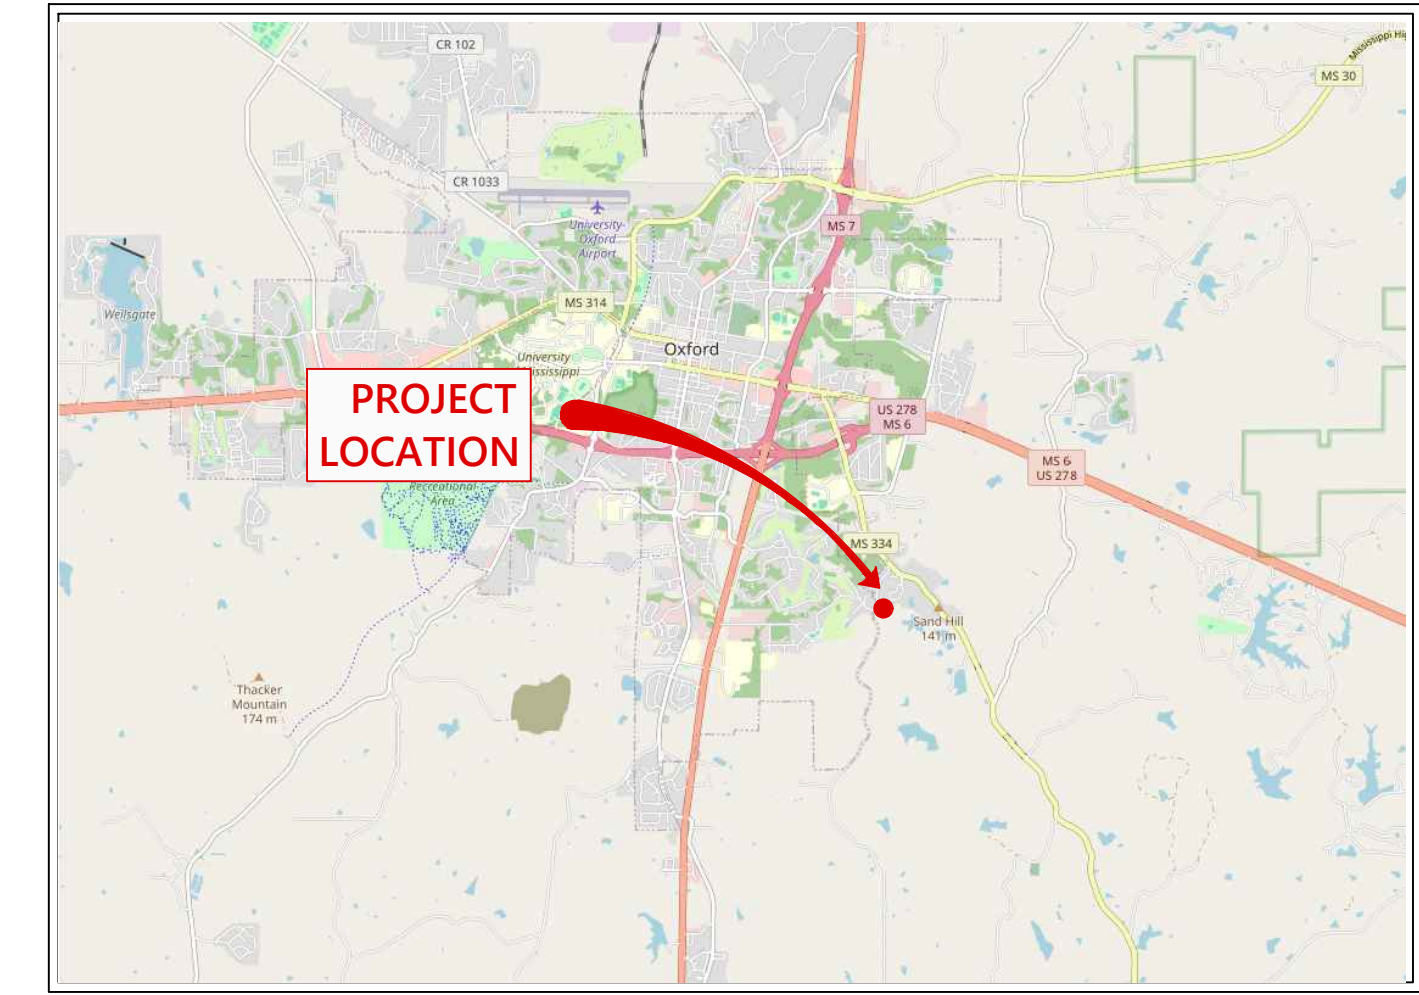 CR 102
Mississippi Hi
MS 30
CR 1033
University-
Oxford
Airport
MS 7
MS 314
Wellsgate
Oxford
University
ississippi
PROJECT
LOCATION
US 278
MS 6
MS 6
US 278
Recreational
Area
MS 334
Sand Hill
141 m
Thacker
Mountain
174 m